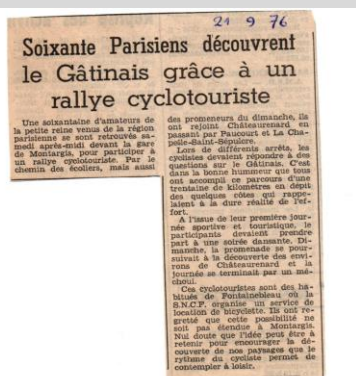 21 9 76
Soixante Parisiens découvrent
le Gâtinais grâce à un
rallye cyclotouriste
Une soixantaine d'amateurs de
la petite reine venus de la région
parisienne se sont retrouvés sa-
medi après-midi devant la gare
de Montargis, pour participer à
un rallye cyclotouriste. Par le
chemin des écoliers, mais aussi
des promeneurs du dimanche, ils
ont rejoint Châteaurenard en
passant par Paucourt et La Cha-
pelle-Saint-Sépulcre.
Lors de différents arrêts, les
cyclistes devaient répondre à des
questions sur le Gâtinais. C'est
dans la bonne humeur que tous
ont accompli ce parcours d'une
trentaine de kilomètres en dépit
des quelques côtes qui rappe-
laient à la dure réalité de l'ef-
fort.
A l'issue de leur première jour-
née sportive et touristique, les
participants devaient prendre
part à une soirée dansante. Di-
manche, la promenade se pour-
suivait à la découverte des envi-
rons de Châteaurenard et la
journée se terminait par un mé-
choui.
Ces cyclotouristes sont des ha-
bitués de Fontainebleau où la
S.N.C.F. organise un service de
location de bicyclette. Ils ont re-
gretté que cette possibilité ne
soit pas étendue à Montargis.
Nul doute que l'idée peut être à
retenir pour encourager la dé-
couverte de nos paysages que le
rythme du cycliste permet de
contempler à loisir.